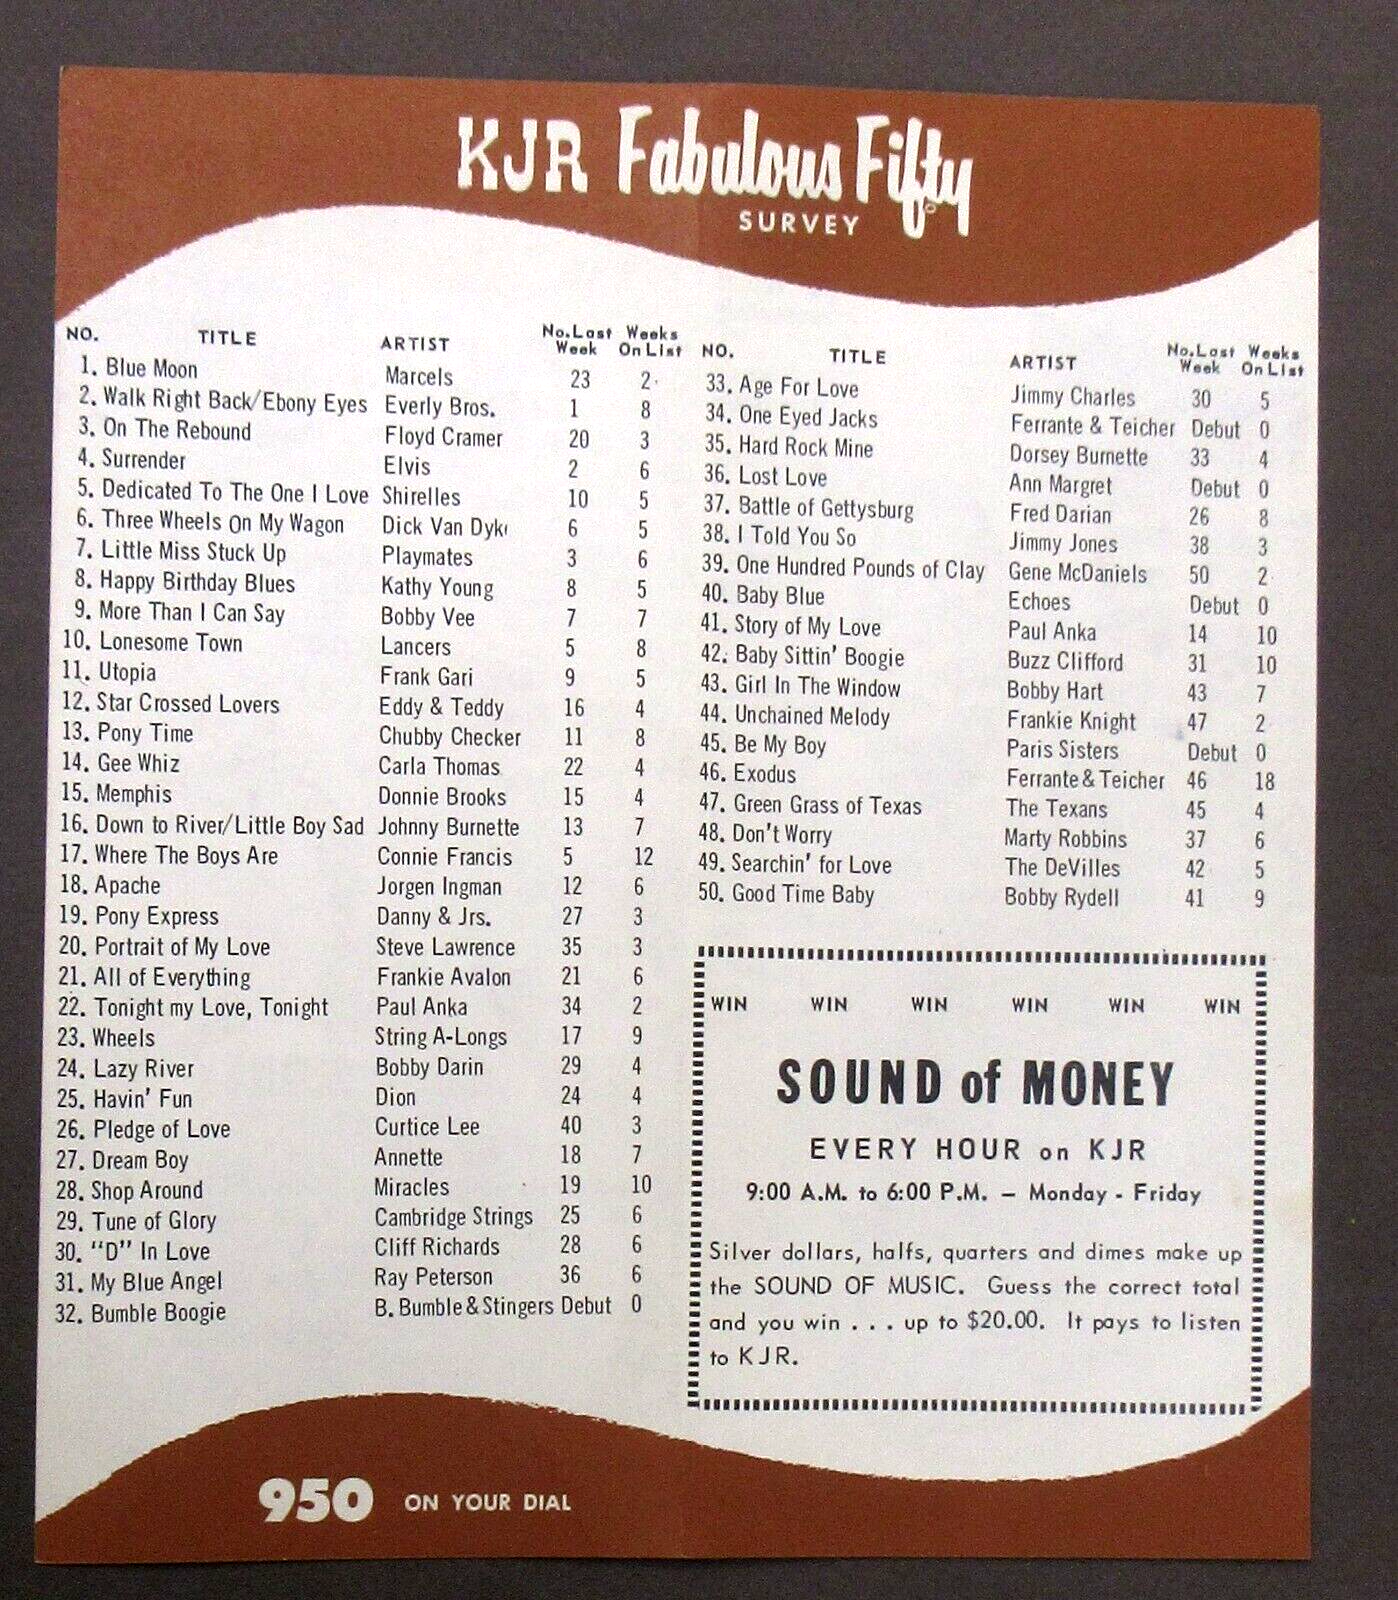 KJR Fabulous Fifty
SURVEY
NO. TITLE ARTIST No. Last Week Weeks On List
1. Blue Moon Marcels 23 2
2. Walk Right Back/Ebony Eyes Everly Bros. 1 8
3. On The Rebound Floyd Cramer 20 3
4. Surrender Elvis 2 6
5. Dedicated To The One I Love Shirelles 10 5
6. Three Wheels On My Wagon Dick Van Dyke 6 5
7. Little Miss Stuck Up Playmates 3 6
8. Happy Birthday Blues Kathy Young 8 5
9. More Than I Can Say Bobby Vee 7 7
10. Lonesome Town Lancers 5 8
11. Utopia Frank Gari 9 5
12. Star Crossed Lovers Eddy & Teddy 16 4
13. Pony Time Chubby Checker 11 8
14. Gee Whiz Carla Thomas 22 4
15. Memphis Donnie Brooks 15 4
16. Down to River/Little Boy Sad Johnny Burnette 13 7
17. Where The Boys Are Connie Francis 5 12
18. Apache Jorgen Ingman 12 6
19. Pony Express Danny & Jrs. 27 3
20. Portrait of My Love Steve Lawrence 35 3
21. All of Everything Frankie Avalon 21 6
22. Tonight my Love, Tonight Paul Anka 34 2
23. Wheels String A-Longs 17 9
24. Lazy River Bobby Darin 29 4
25. Havin' Fun Dion 24 4
26. Pledge of Love Curtice Lee 40 3
27. Dream Boy Annette 18 7
28. Shop Around Miracles 19 10
29. Tune of Glory Cambridge Strings 25 6
30. "D" In Love Cliff Richards 28 6
31. My Blue Angel Ray Peterson 36 6
32. Bumble Boogie B. Bumble & Stingers Debut 0
NO. TITLE ARTIST No. Last Week Weeks On List
33. Age For Love Jimmy Charles 30 5
34. One Eyed Jacks Ferrante & Teicher Debut 0
35. Hard Rock Mine Dorsey Burnette 33 4
36. Lost Love Ann Margret Debut 0
37. Battle of Gettysburg Fred Darian 26 8
38. I Told You So Jimmy Jones 38 3
39. One Hundred Pounds of Clay Gene McDaniels 50 2
40. Baby Blue Echoes Debut 0
41. Story of My Love Paul Anka 14 10
42. Baby Sittin' Boogie Buzz Clifford 31 10
43. Girl In The Window Bobby Hart 43 7
44. Unchained Melody Frankie Knight 47 2
45. Be My Boy Paris Sisters Debut 0
46. Exodus Ferrante & Teicher 46 18
47. Green Grass of Texas The Texans 45 4
48. Don't Worry Marty Robbins 37 6
49. Searchin' for Love The DeVilles 42 5
50. Good Time Baby Bobby Rydell 41 9
WIN WIN WIN WIN WIN WIN
SOUND of MONEY
EVERY HOUR on KJR
9:00 A.M. to 6:00 P.M. – Monday - Friday
Silver dollars, halfs, quarters and dimes make up
the SOUND OF MUSIC. Guess the correct total
and you win . . . up to $20.00. It pays to listen
to KJR.
950 ON YOUR DIAL